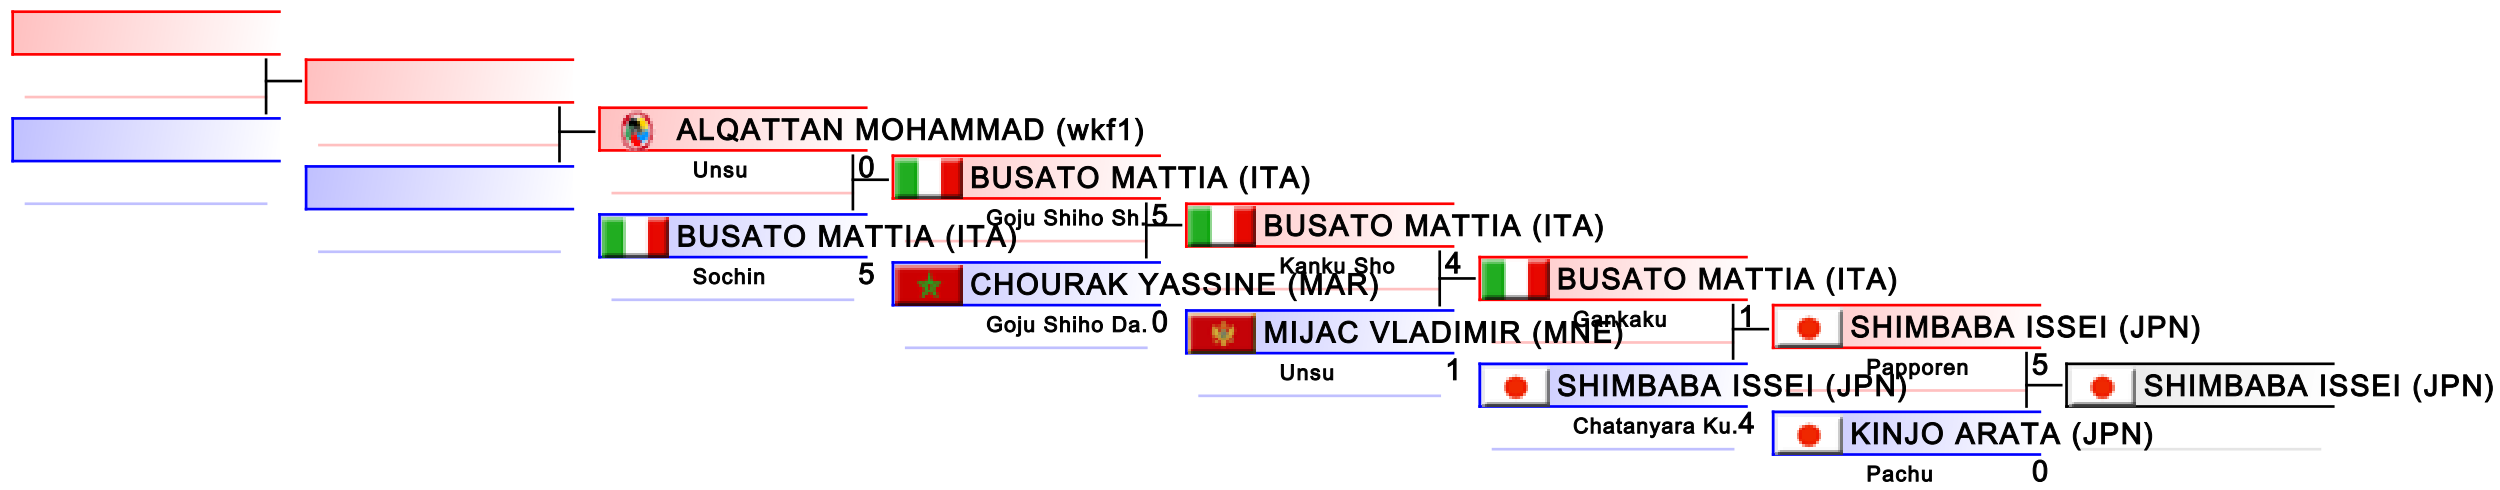 ALQATTAN MOHAMMAD (wkf1)
Unsu
0
BUSATO MATTIA (ITA)
Sochin
5
BUSATO MATTIA (ITA)
Goju Shiho Sh.
5
CHOURAK YASSINE (MAR)
Goju Shiho Da.
0
BUSATO MATTIA (ITA)
Kanku Sho
4
MIJAC VLADIMIR (MNE)
Unsu
1
BUSATO MATTIA (ITA)
Gankaku
1
SHIMBABA ISSEI (JPN)
Chatanyara Ku.
4
SHIMBABA ISSEI (JPN)
Papporen
5
KINJO ARATA (JPN)
Pachu
0
SHIMBABA ISSEI (JPN)